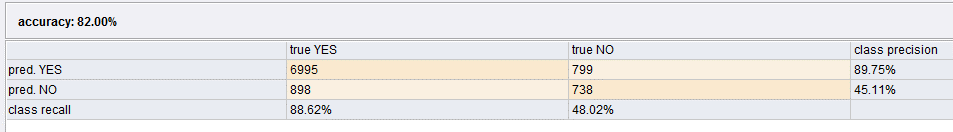 accuracy: 82.00%
true YES true NO class precision
pred. YES 6995 799 89.75%
pred. NO 898 738 45.11%
class recall 88.62% 48.02%